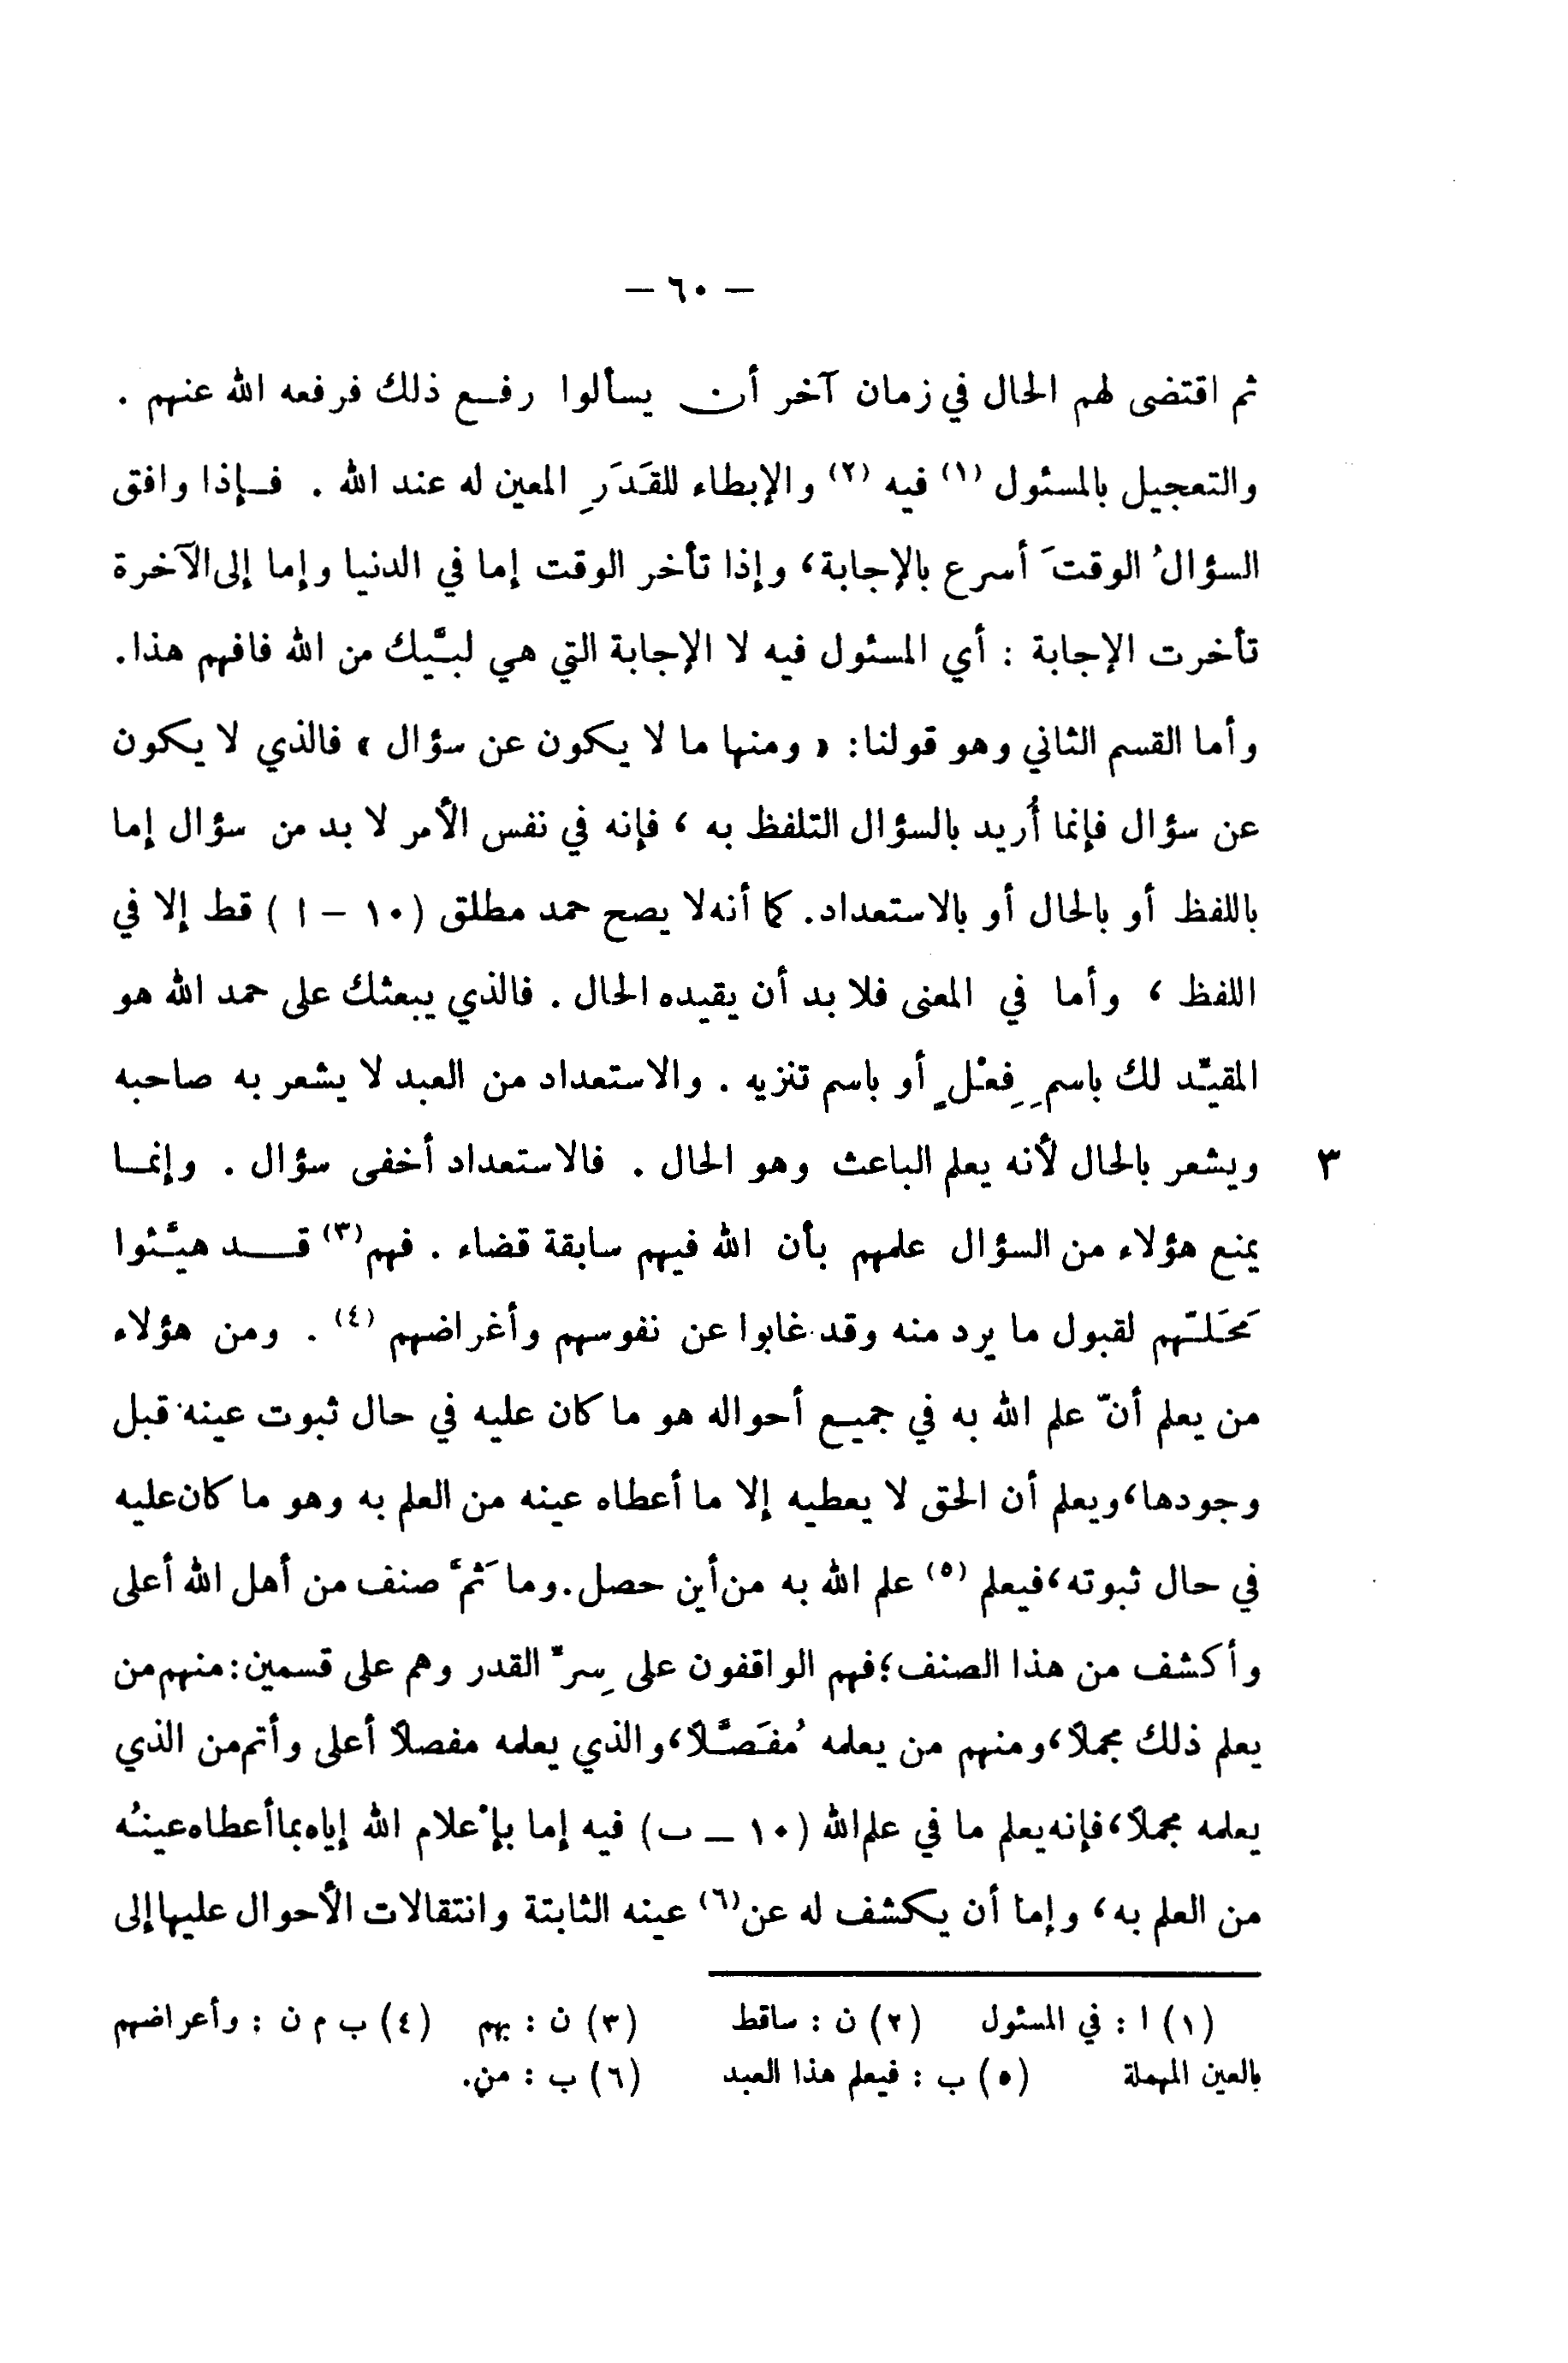 – ٦٠ –
ثم اقتضى لهم الحال في زمان آخر أن يسألوا رفع ذلك فرفعه الله عنهم .
والتعجيل بالمسئول (١) فيه (٢) والإبطاء للقَدَرِ المعين له عند الله . فإذا وافق
السؤالُ الوقتَ أسرع بالإجابة، وإذا تأخر الوقت إما في الدنيا وإما إلى الآخرة
تأخرت الإجابة : أي المسئول فيه لا الإجابة التي هي لبَّيك من الله فافهم هذا.
وأما القسم الثاني وهو قولنا: « ومنها ما لا يكون عن سؤال » فالذي لا يكون
عن سؤال فإنما أُريد بالسؤال التلفظ به ، فإنه في نفس الأمر لا بد من سؤال إما
باللفظ أو بالحال أو بالاستعداد. كما أنه لا يصح حمد مطلق (١٠ – ا ) قط إلا في
اللفظ ، وأما في المعنى فلا بد أن يقيده الحال . فالذي يبعثك على حمد الله هو
المقيِّد لك باسمِ فِعْلٍ أو باسم تنزيه . والاستعداد من العبد لا يشعر به صاحبه
٣ ويشعر بالحال لأنه يعلم الباعث وهو الحال . فالاستعداد أخفى سؤال . وإنما
يمنع هؤلاء من السؤال علمهم بأن الله فيهم سابقة قضاء . فهم (٣) قد هيَّئوا
مَحَلَّهم لقبول ما يرد منه وقد غابوا عن نفوسهم وأغراضهم (٤) . ومن هؤلاء
من يعلم أنّ علم الله به في جميع أحواله هو ما كان عليه في حال ثبوت عينه قبل
وجودها، ويعلم أن الحق لا يعطيه إلا ما أعطاه عينه من العلم به وهو ما كان عليه
في حال ثبوته، فيعلم (٥) علم الله به من أين حصل. وما ثَمَّ صنف من أهل الله أعلى
وأكشف من هذا الصنف؛ فهم الواقفون على سِرِّ القدر وهم على قسمين: منهم من
يعلم ذلك مجملاً، ومنهم من يعلمه مُفَصَّلاً، والذي يعلمه مفصلاً أعلى وأتم من الذي
يعلمه مجملاً، فإنه يعلم ما في علم الله (١٠ – ب) فيه إما بإعْلام الله إياه بما أعطاه عينُه
من العلم به، وإما أن يكشف له عن (٦) عينه الثابتة وانتقالات الأحوال عليها إلى
(١) ا : في المسئول (٢) ن : ساقط (٣) ن : بهم (٤) ب م ن : وأعراضهم
بالعين المهملة (٥) ب : فيعلم هذا العبد (٦) ب : من.